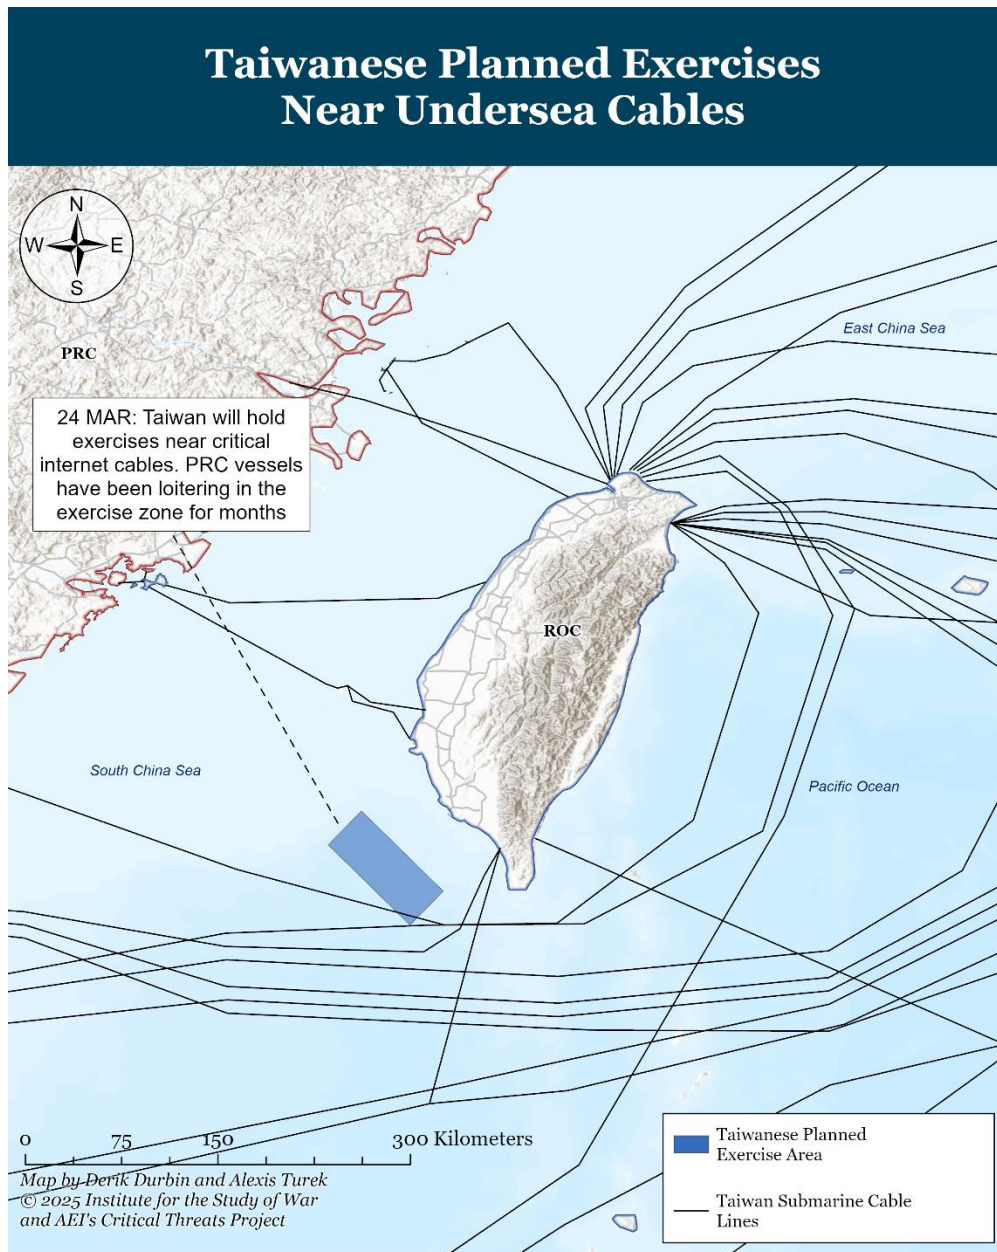 Taiwanese Planned Exercises
Near Undersea Cables
N
W
E
S
PRC
East China Sea
24 MAR: Taiwan will hold
exercises near critical
internet cables. PRC vessels
have been loitering in the
exercise zone for months
ROC
South China Sea
Pacific Ocean
0 75 150 300 Kilometers
Map by Derik Durbin and Alexis Turek
© 2025 Institute for the Study of War
and AEI's Critical Threats Project
Taiwanese Planned
Exercise Area
Taiwan Submarine Cable
Lines